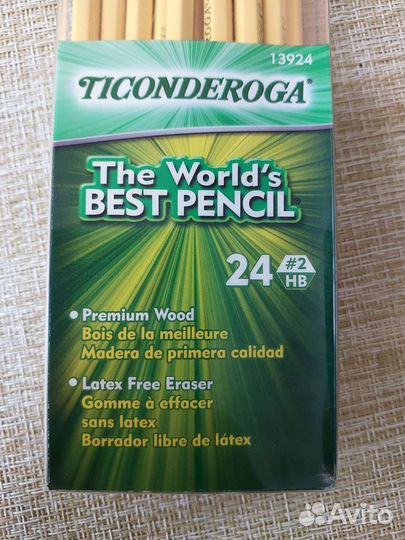 13924
TICONDEROGA®
The World's
BEST PENCIL®
24 #2
HB
• Premium Wood
Bois de la meilleure
Madera de primera calidad
• Latex Free Eraser
Gomme à effacer
sans latex
Borrador libre de látex
Avito